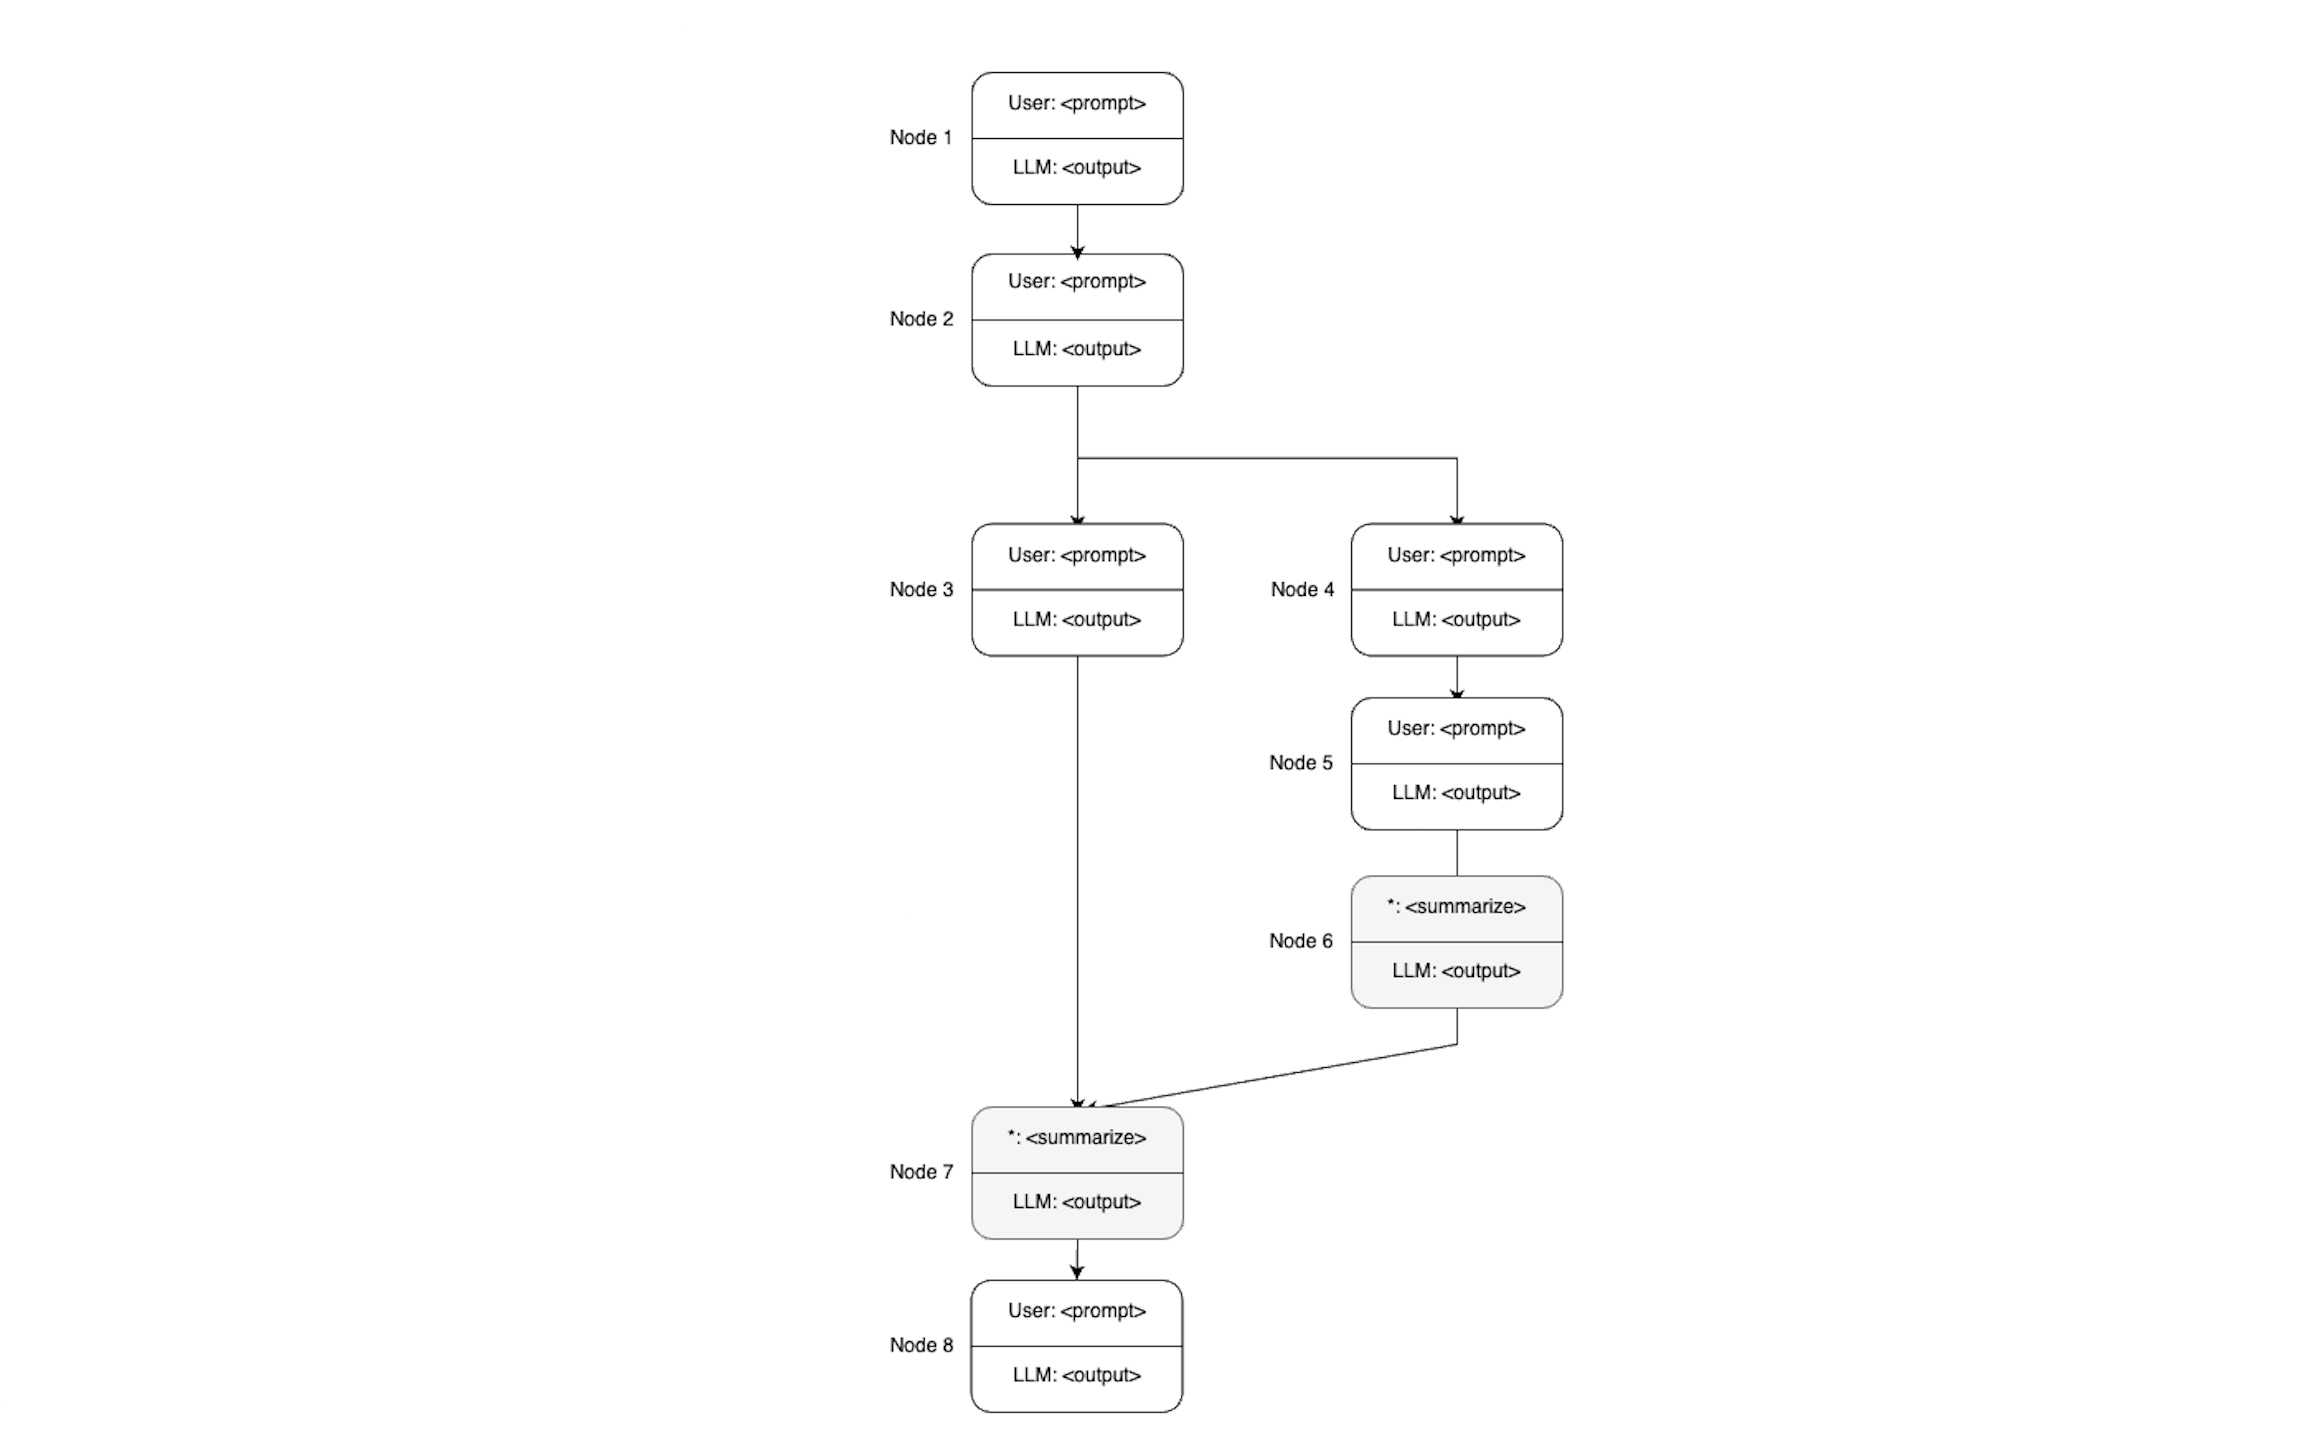 User: <prompt>
Node 1
LLM: <output>
User: <prompt>
Node 2
LLM: <output>
User: <prompt>
Node 3
LLM: <output>
User: <prompt>
Node 4
LLM: <output>
User: <prompt>
Node 5
LLM: <output>
*: <summarize>
Node 6
LLM: <output>
*: <summarize>
Node 7
LLM: <output>
User: <prompt>
Node 8
LLM: <output>